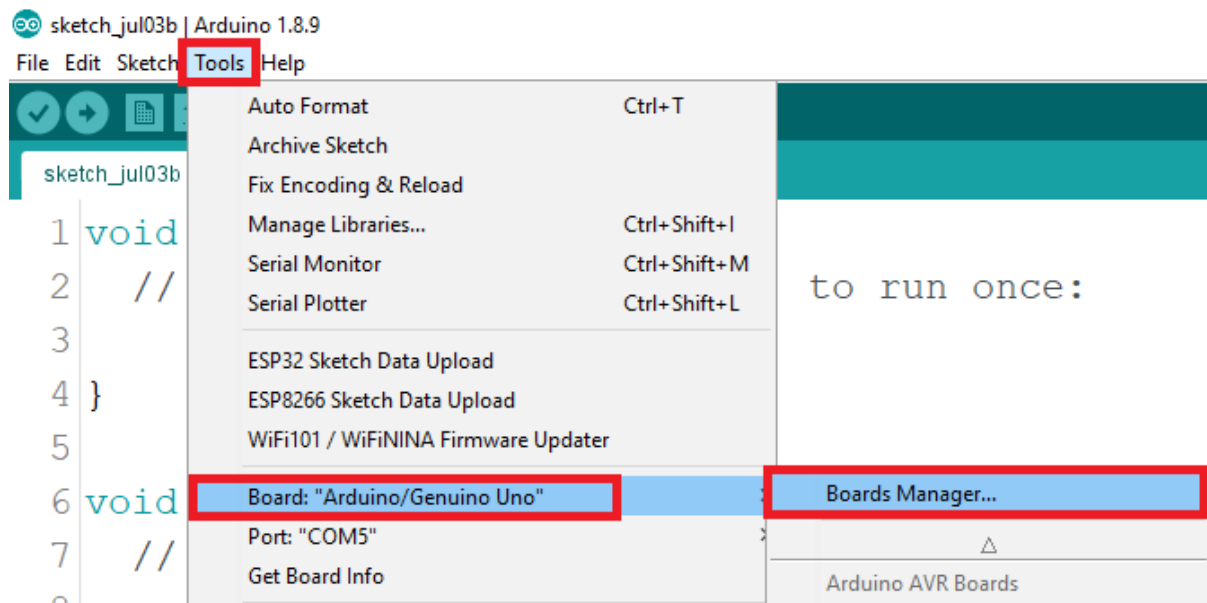 sketch_jul03b | Arduino 1.8.9
File Edit Sketch Tools Help
Auto Format Ctrl+T
Archive Sketch
Fix Encoding & Reload
Manage Libraries... Ctrl+Shift+I
Serial Monitor Ctrl+Shift+M
Serial Plotter Ctrl+Shift+L
ESP32 Sketch Data Upload
ESP8266 Sketch Data Upload
WiFi101 / WiFiNINA Firmware Updater
Board: "Arduino/Genuino Uno"
Port: "COM5"
Get Board Info
Boards Manager...
Arduino AVR Boards
sketch_jul03b
1 void
2 // to run once:
3
4 }
5
6 void
7 //